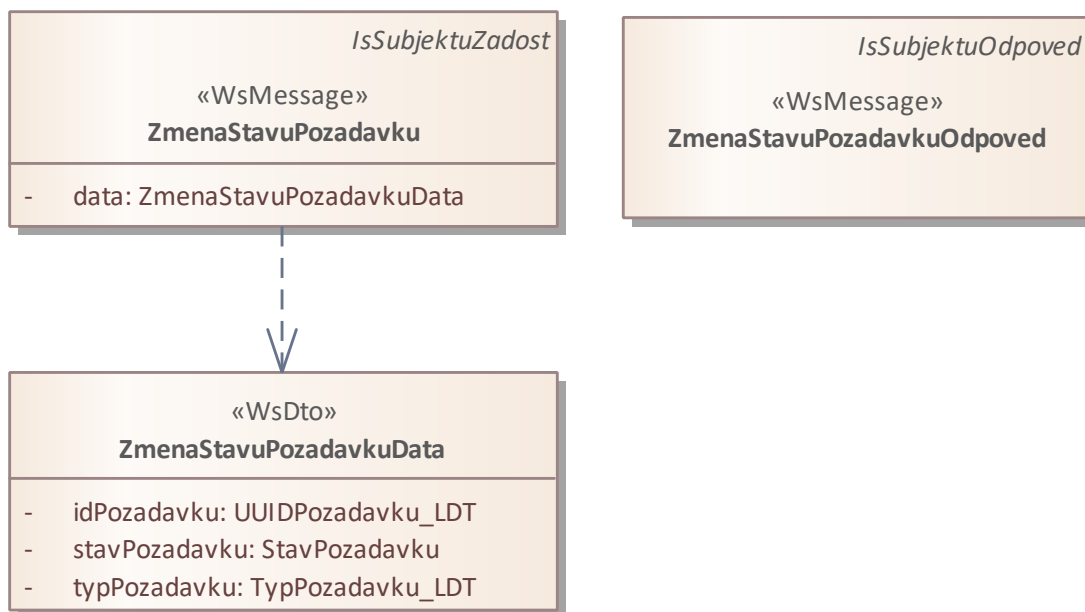 IsSubjektuZadost
«WsMessage»
ZmenaStavuPozadavku
- data: ZmenaStavuPozadavkuData
IsSubjektuOdpoved
«WsMessage»
ZmenaStavuPozadavkuOdpoved
«WsDto»
ZmenaStavuPozadavkuData
- idPozadavku: UUIDPozadavku_LDT
- stavPozadavku: StavPozadavku
- typPozadavku: TypPozadavku_LDT